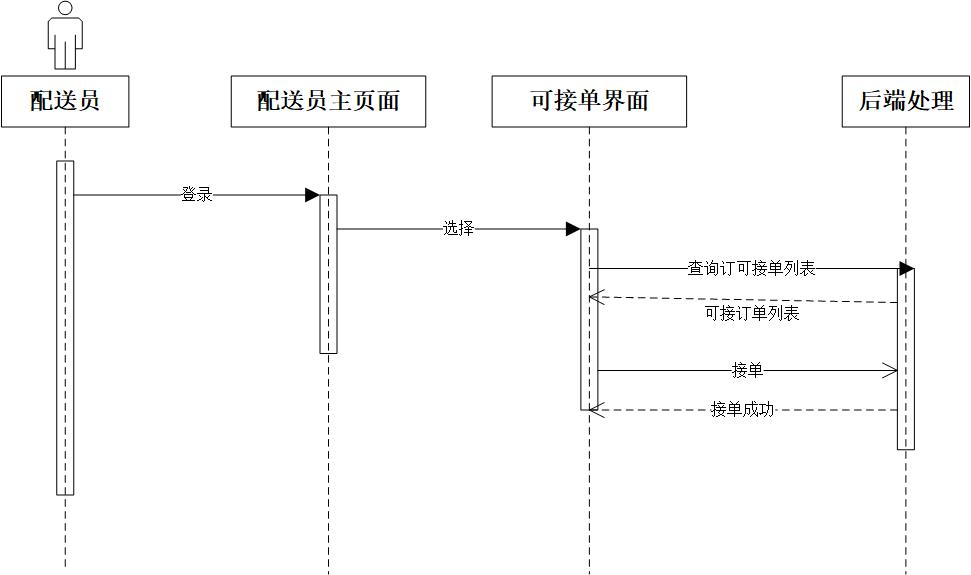 配送员
配送员主页面
可接单界面
后端处理
登录
选择
查询订可接单列表
可接订单列表
接单
接单成功